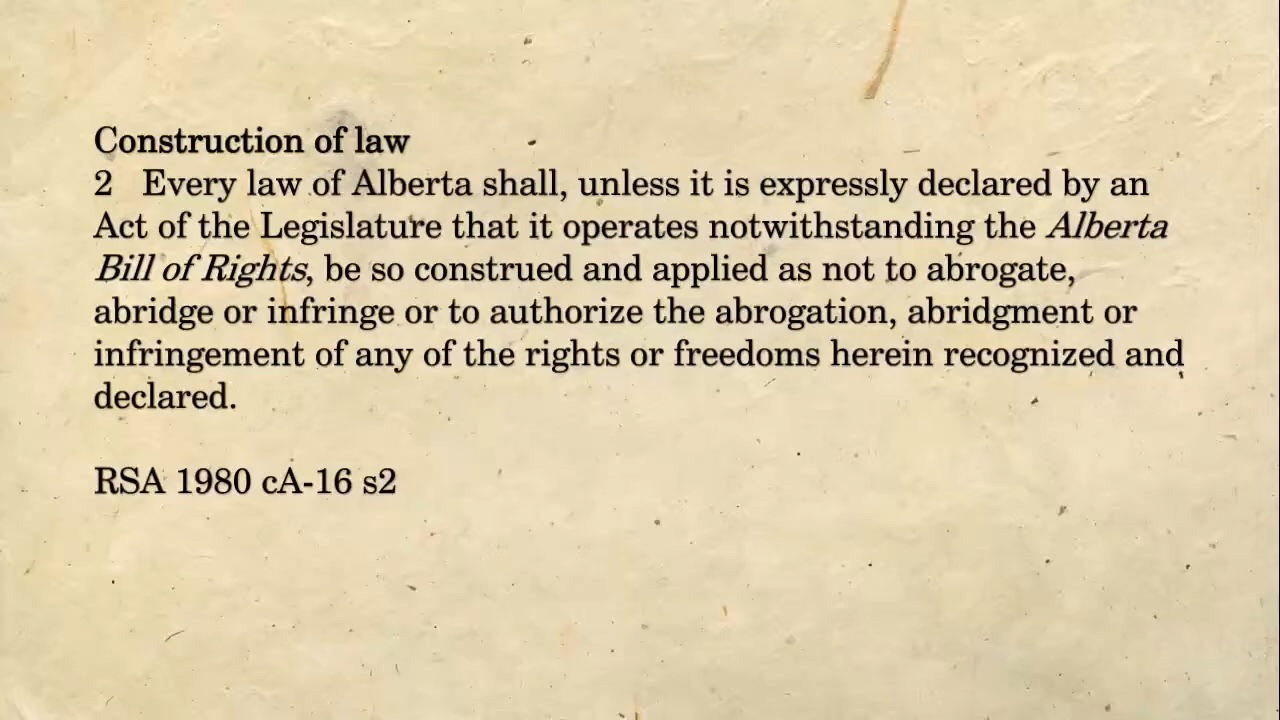 Construction of law
2 Every law of Alberta shall, unless it is expressly declared by an
Act of the Legislature that it operates notwithstanding the Alberta
Bill of Rights, be so construed and applied as not to abrogate,
abridge or infringe or to authorize the abrogation, abridgment or
infringement of any of the rights or freedoms herein recognized and
declared.
RSA 1980 cA-16 s2